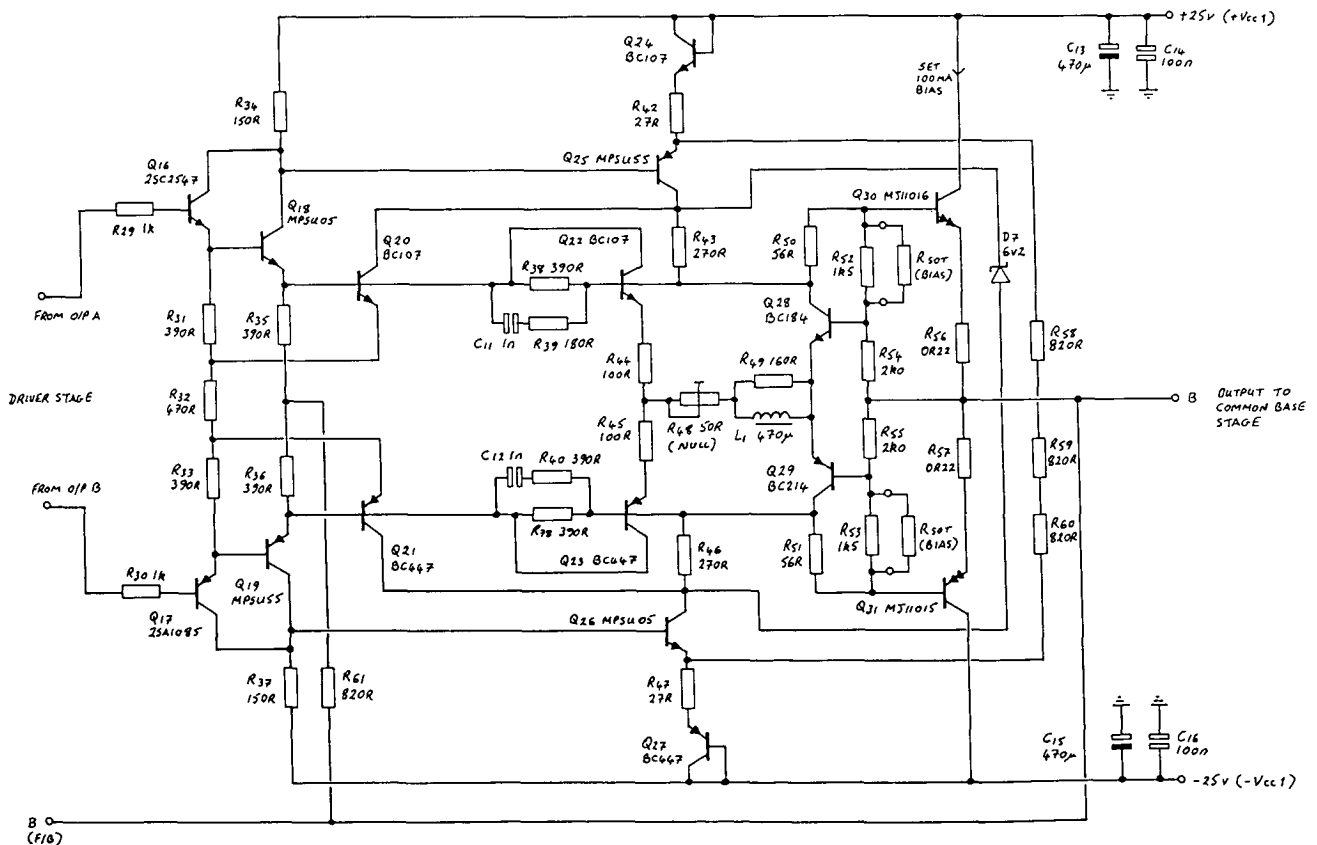 +25v (+Vcc1)
Q24
BC107
C13
470µ
C14
100n
SET
100mA
BIAS
R34
150R
R42
27R
Q16
2SC2547
Q25 MPSU55
Q18
MPSU05
Q30 MJ11016
R29 1k
Q20
BC107
Q22 BC107
R43
270R
R50
56R
R52
1k5
RSOT
(BIAS)
D7
6v2
R38 390R
FROM O/P A
R31
390R
R35
390R
C11 1n
R39 180R
Q28
BC184
R44
100R
R49 160R
R54
2k0
R56
0R22
R58
820R
DRIVER STAGE
R32
470R
B
OUTPUT TO
COMMON BASE
STAGE
R45
100R
R48 50R
(NULL)
L1 470µ
R55
2k0
R57
0R22
R33
390R
R36
390R
C12 1n
R40 390R
Q29
BC214
R59
820R
FROM O/P B
R78 390R
R53
1k5
RSOT
(BIAS)
R60
820R
Q21
BC447
Q23 BC447
R46
270R
R51
56R
R30 1k
Q19
MPSU55
Q31 MJ11015
Q17
2SA1085
Q26 MPSU05
R37
150R
R61
820R
R47
27R
Q27
BC447
C15
470µ
C16
100n
-25v (-Vcc1)
B
(F/B)